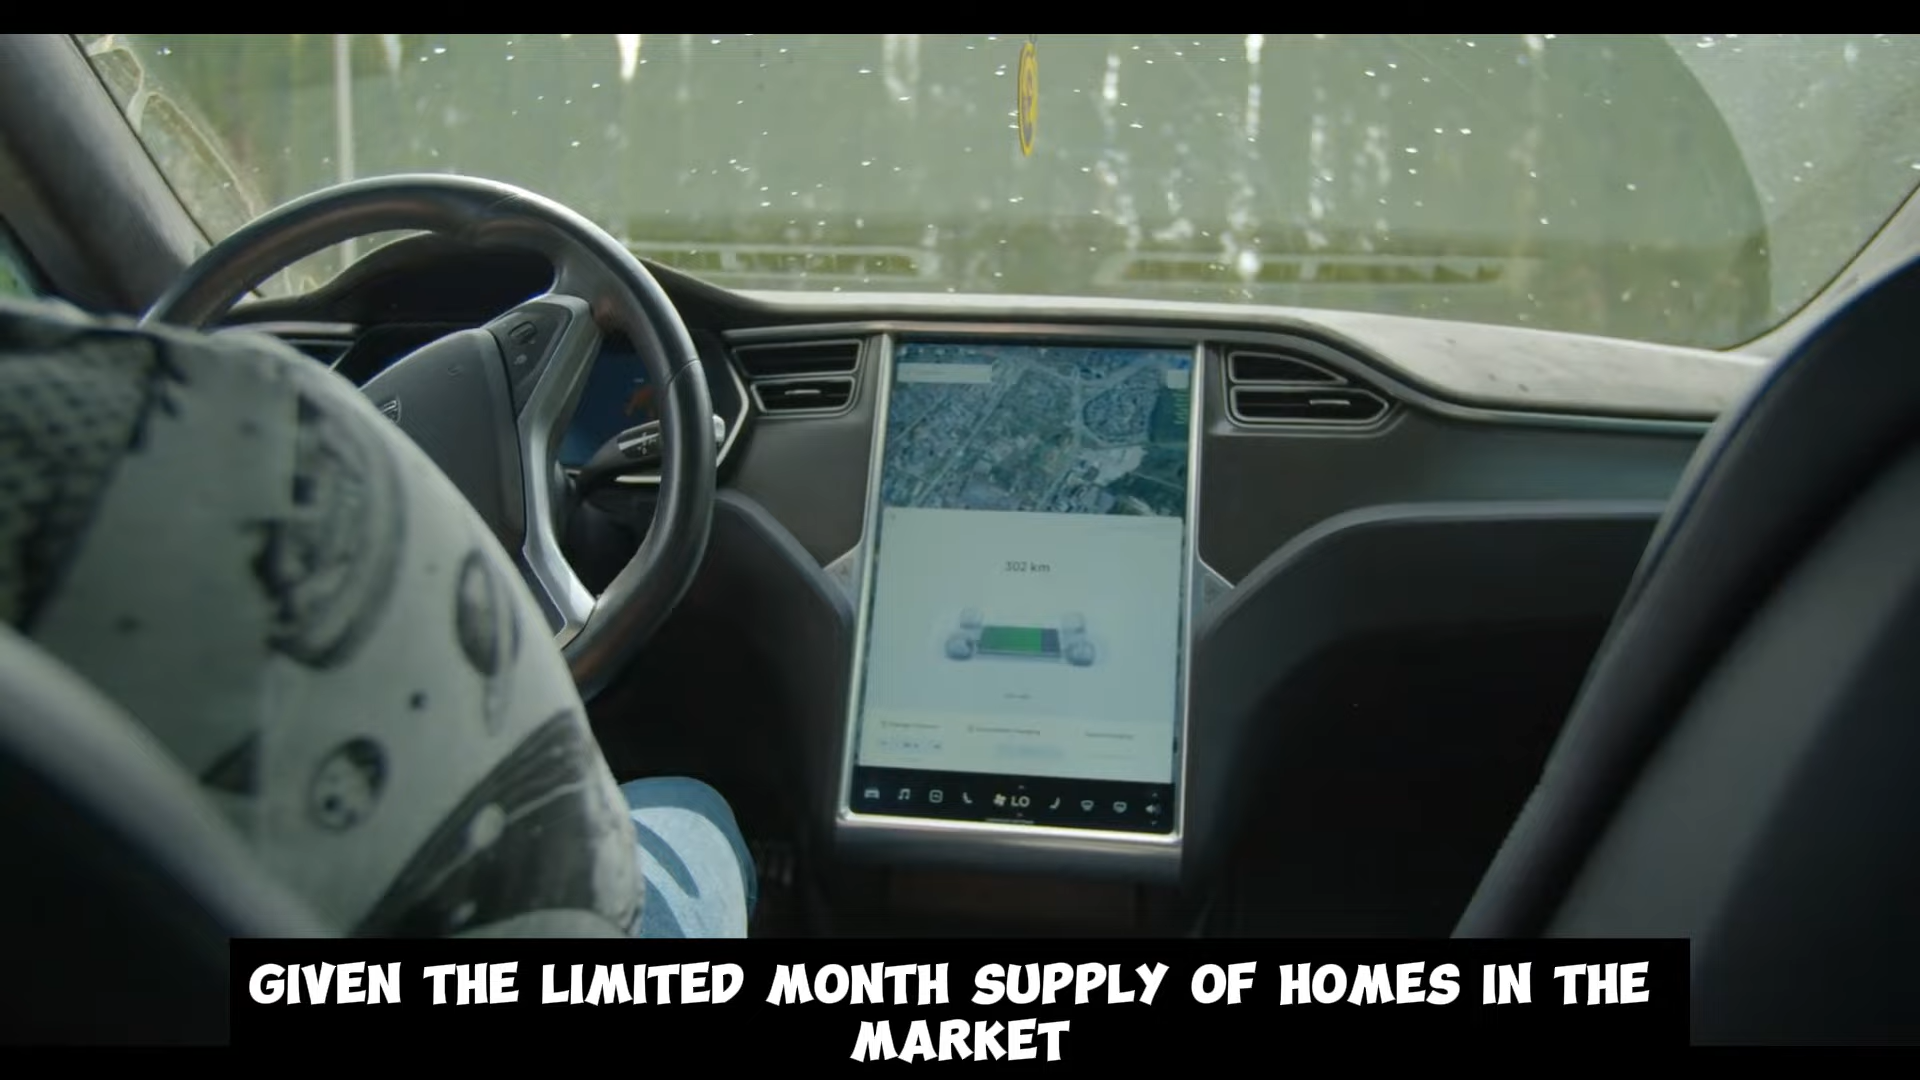 302 km
LO
GIVEN THE LIMITED MONTH SUPPLY OF HOMES IN THE
MARKET